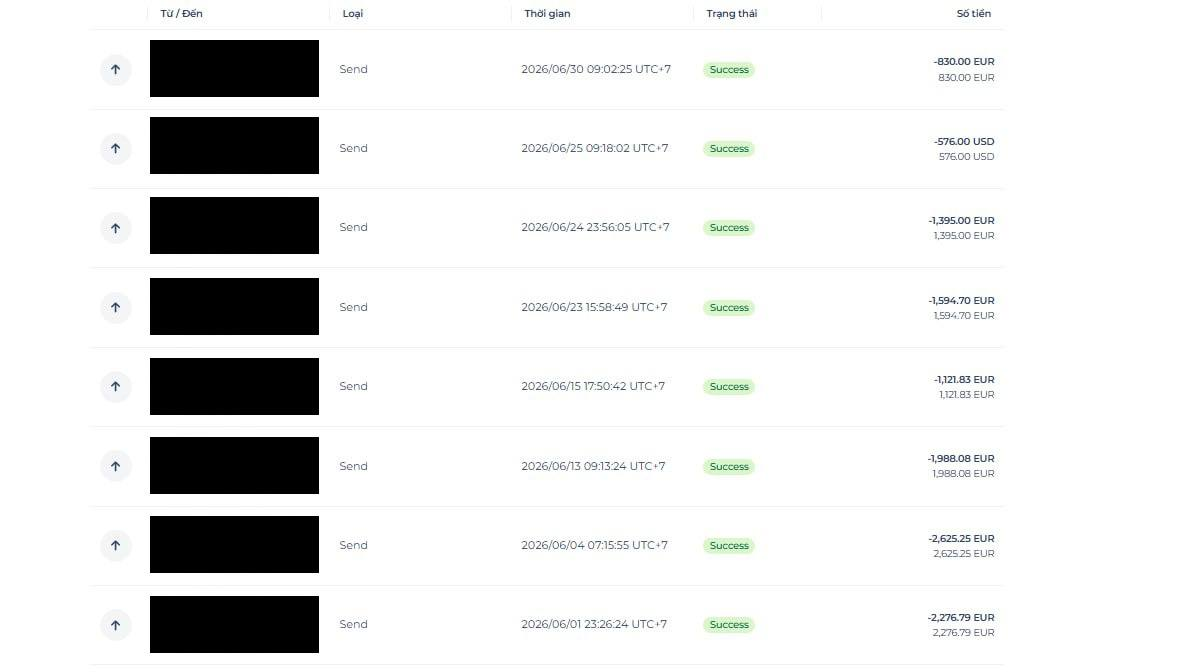 Từ / Đến Loại Thời gian Trạng thái Số tiền
Send 2026/06/30 09:02:25 UTC+7 Success -830.00 EUR
830.00 EUR
Send 2026/06/25 09:18:02 UTC+7 Success -576.00 USD
576.00 USD
Send 2026/06/24 23:56:05 UTC+7 Success -1,395.00 EUR
1,395.00 EUR
Send 2026/06/23 15:58:49 UTC+7 Success -1,594.70 EUR
1,594.70 EUR
Send 2026/06/15 17:50:42 UTC+7 Success -1,121.83 EUR
1,121.83 EUR
Send 2026/06/13 09:13:24 UTC+7 Success -1,988.08 EUR
1,988.08 EUR
Send 2026/06/04 07:15:55 UTC+7 Success -2,625.25 EUR
2,625.25 EUR
Send 2026/06/01 23:26:24 UTC+7 Success -2,276.79 EUR
2,276.79 EUR